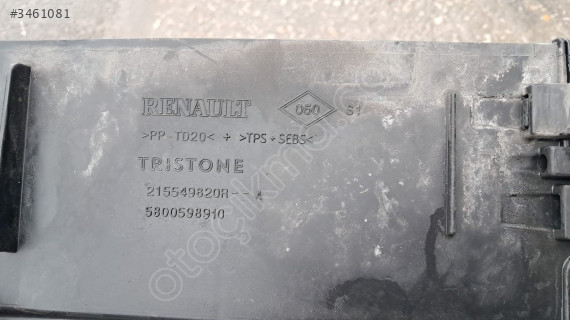 #3461081
RENAULT 050 S1
>PP-TD20< + >TPS+SEBS<
TRISTONE
215549820R--A
5800598910